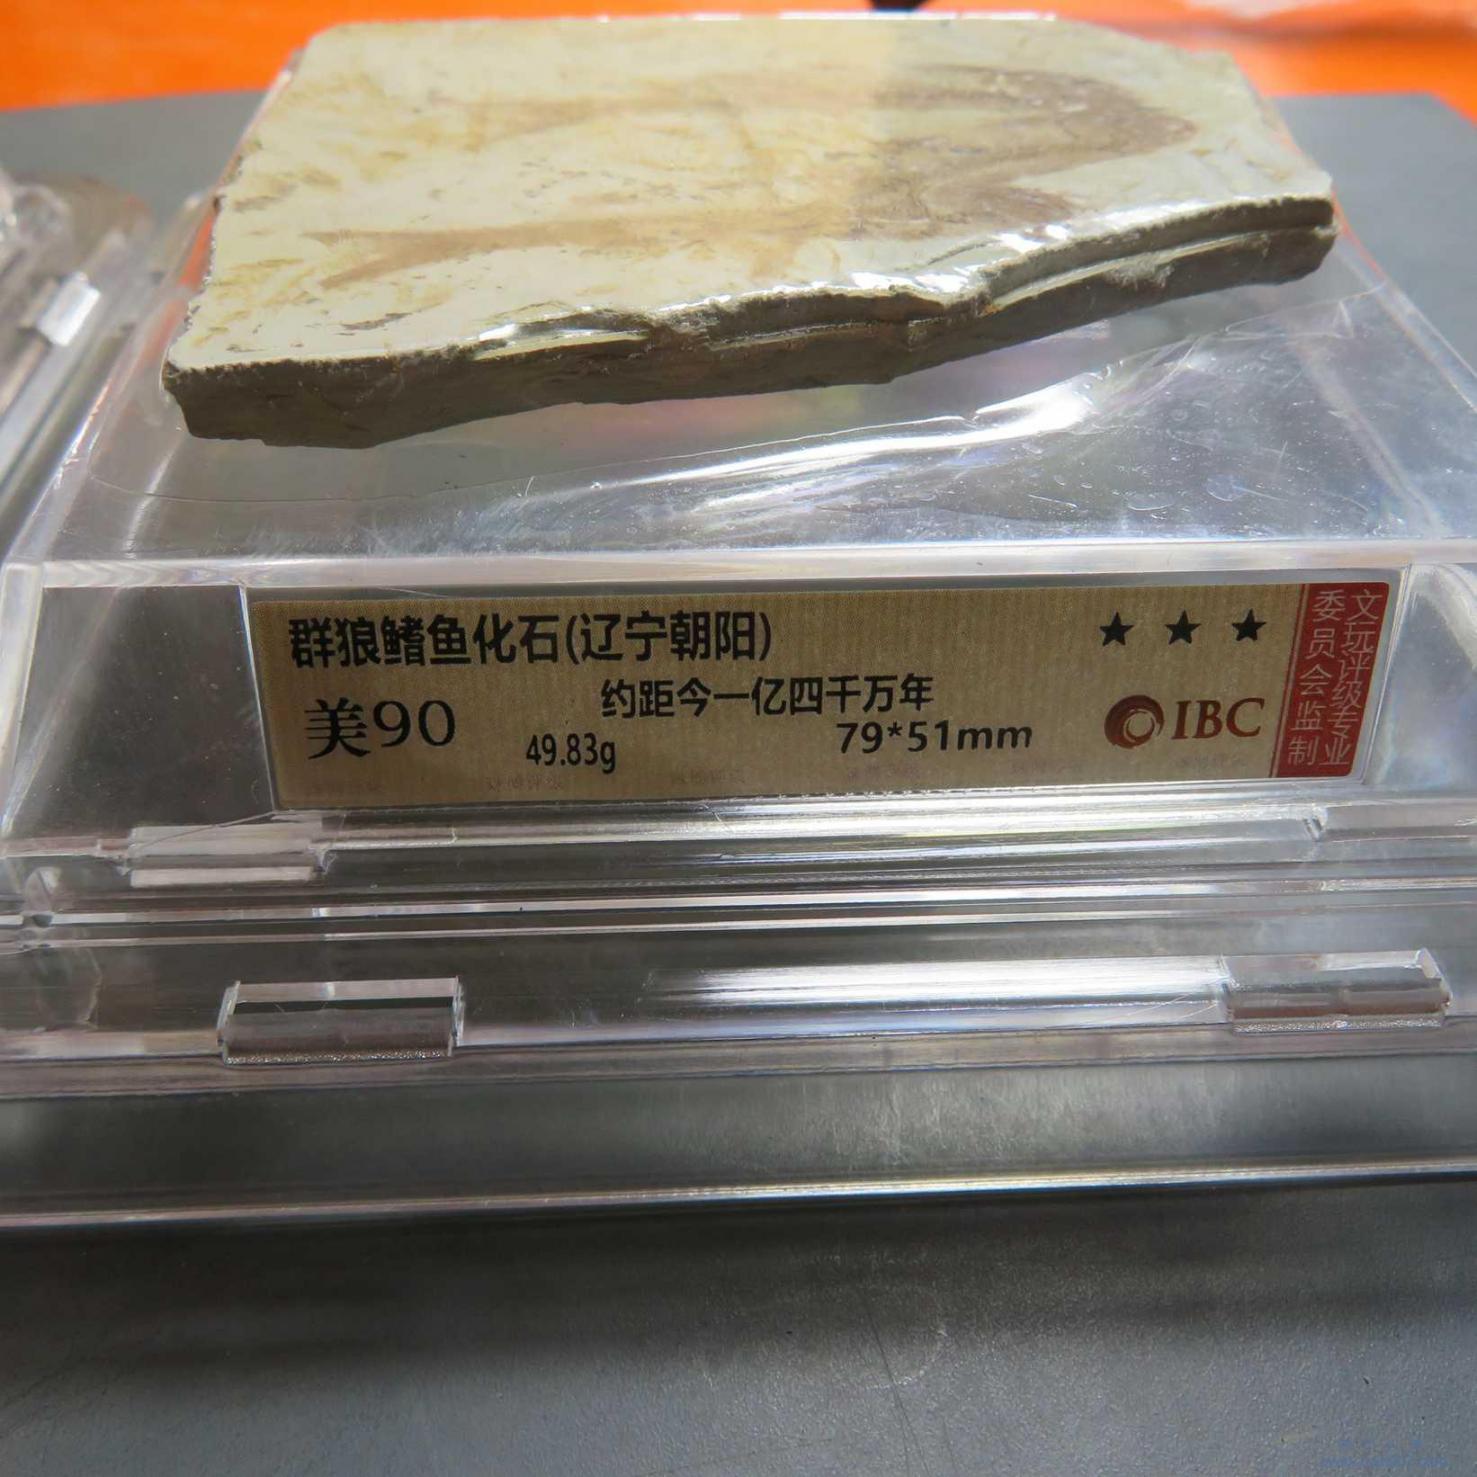 群狼鳍鱼化石(辽宁朝阳)
★ ★ ★
约距今一亿四千万年
美90
49.83g
79*51mm
IBC
文玩评级专业
委员会监制